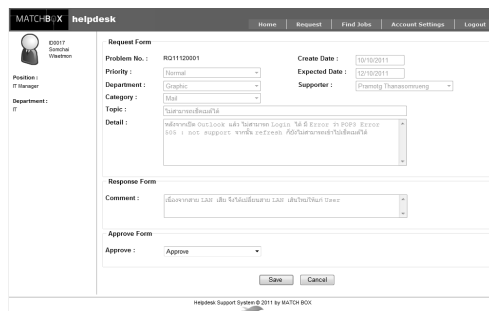 MATCHBOX helpdesk
Home | Request | Find Jobs | Account Settings | Logout
ID0017
Somchai
Wisetmon
Position :
IT Manager
Department :
IT
Request Form
Problem No. : RQ11120001 Create Date : 10/10/2011
Priority : Normal Expected Date : 12/10/2011
Department : Graphic Supporter : Pramotg Thanasomrueng
Category : Mail
Topic : ไม่สามารถเช็คเมล์ได้
Detail : หลังจากเปิด Outlook แล้ว ไม่สามารถ Login ได้ มี Error ว่า POP3 Error
505 : not support จากนั้น refresh ก็ยังไม่สามารถเข้าไปเช็คเมล์ได้
Response Form
Comment : เนื่องจากสาย LAN เสีย จึงได้เปลี่ยนสาย LAN เส้นใหม่ให้แก่ User
Approve Form
Approve : Approve
Save Cancel
Helpdesk Support System © 2011 by MATCH BOX